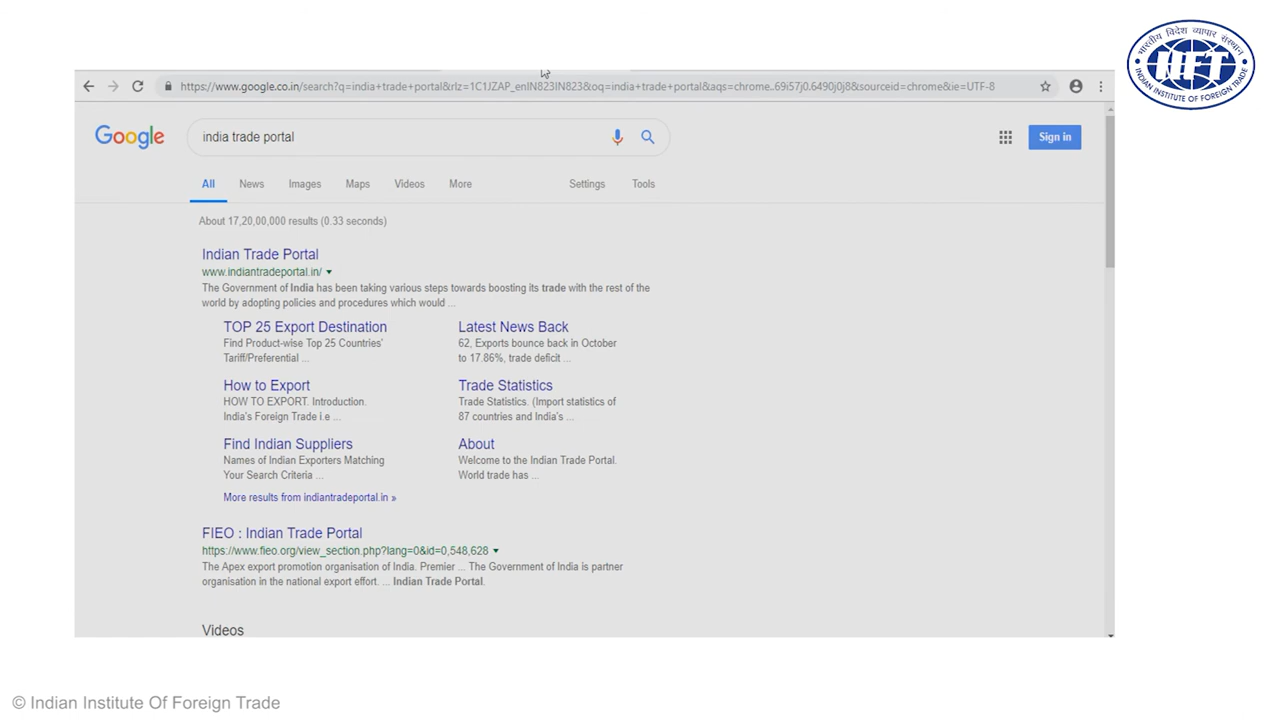 भारतीय विदेश व्यापार संस्थान
IIFT
INDIAN INSTITUTE OF FOREIGN TRADE
https://www.google.co.in/search?q=india+trade+portal&rlz=1C1JZAP_enIN823IN823&oq=india+trade+portal&aqs=chrome..69i57j0.6490j0j8&sourceid=chrome&ie=UTF-8
Google
india trade portal
Sign in
All News Images Maps Videos More Settings Tools
About 17,20,00,000 results (0.33 seconds)
Indian Trade Portal
www.indiantradeportal.in/
The Government of India has been taking various steps towards boosting its trade with the rest of the
world by adopting policies and procedures which would ...
TOP 25 Export Destination
Find Product-wise Top 25 Countries'
Tariff/Preferential ...
Latest News Back
62, Exports bounce back in October
to 17.86%, trade deficit ...
How to Export
HOW TO EXPORT. Introduction.
India's Foreign Trade i.e ...
Trade Statistics
Trade Statistics. (Import statistics of
87 countries and India's ...
Find Indian Suppliers
Names of Indian Exporters Matching
Your Search Criteria ...
About
Welcome to the Indian Trade Portal.
World trade has ...
More results from indiantradeportal.in »
FIEO : Indian Trade Portal
https://www.fieo.org/view_section.php?lang=0&id=0,548,628
The Apex export promotion organisation of India. Premier ... The Government of India is partner
organisation in the national export effort. ... Indian Trade Portal.
Videos
© Indian Institute Of Foreign Trade